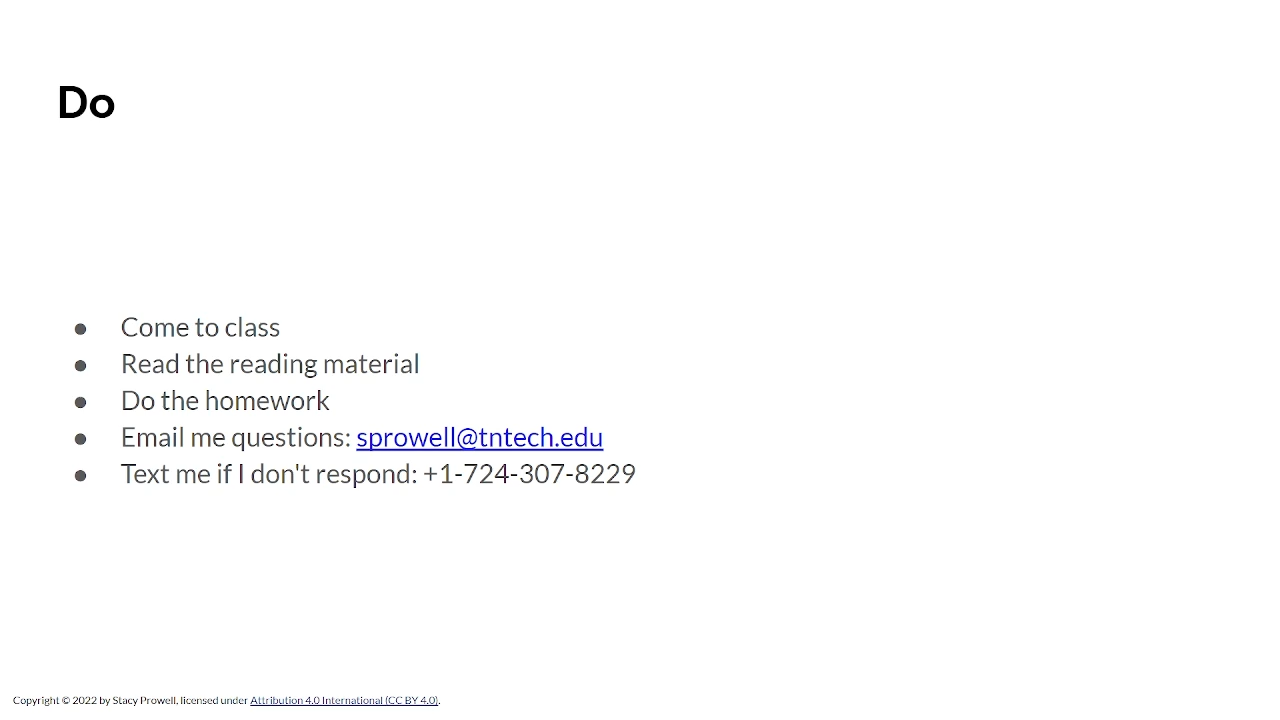 Do
● Come to class
● Read the reading material
● Do the homework
● Email me questions: sprowell@tntech.edu
● Text me if I don't respond: +1-724-307-8229
Copyright © 2022 by Stacy Prowell, licensed under Attribution 4.0 International (CC BY 4.0).